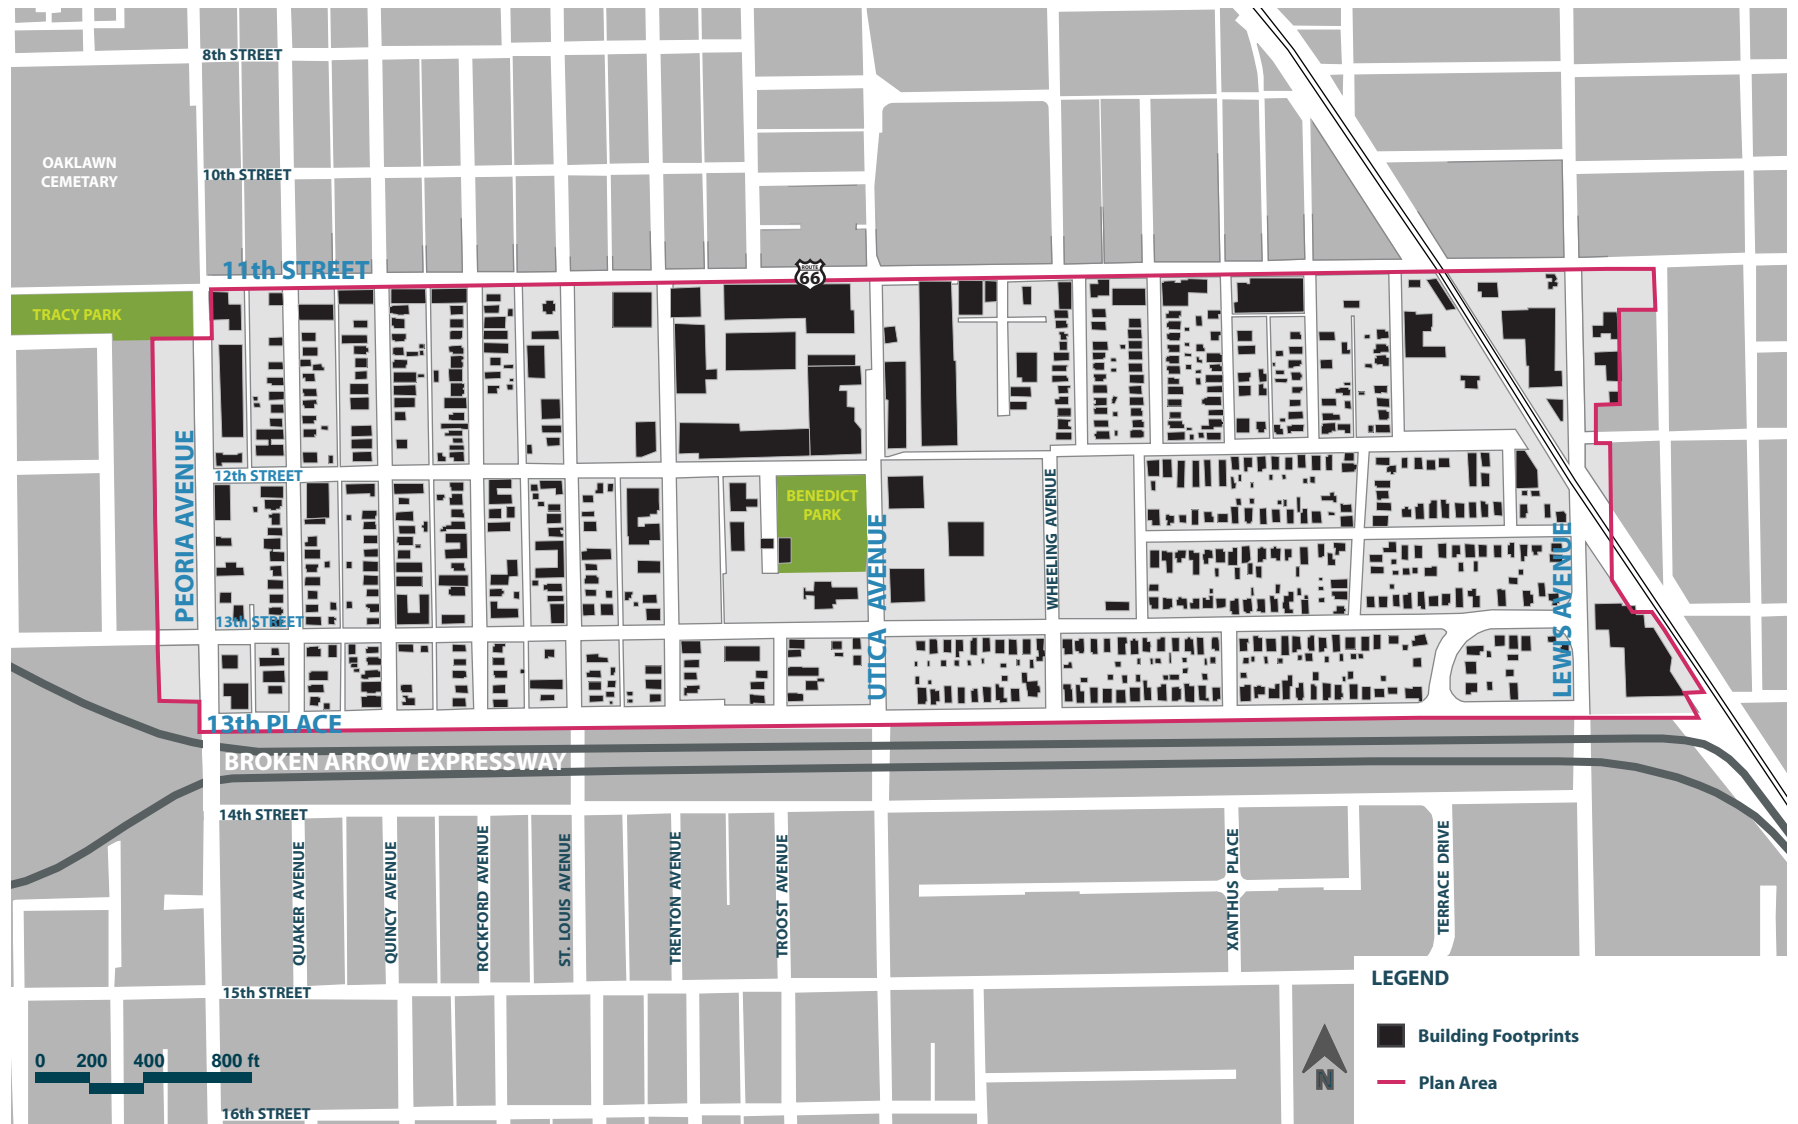 8th STREET
OAKLAWN
CEMETARY
10th STREET
11th STREET
ROUTE
66
TRACY PARK
PEORIA AVENUE
12th STREET
BENEDICT
PARK
UTICA AVENUE
WHEELING AVENUE
LEWIS AVENUE
13th STREET
13th PLACE
BROKEN ARROW EXPRESSWAY
14th STREET
QUAKER AVENUE
QUINCY AVENUE
ROCKFORD AVENUE
ST. LOUIS AVENUE
TRENTON AVENUE
TROOST AVENUE
XANTHUS PLACE
TERRACE DRIVE
15th STREET
LEGEND
Building Footprints
Plan Area
N
0 200 400 800 ft
16th STREET